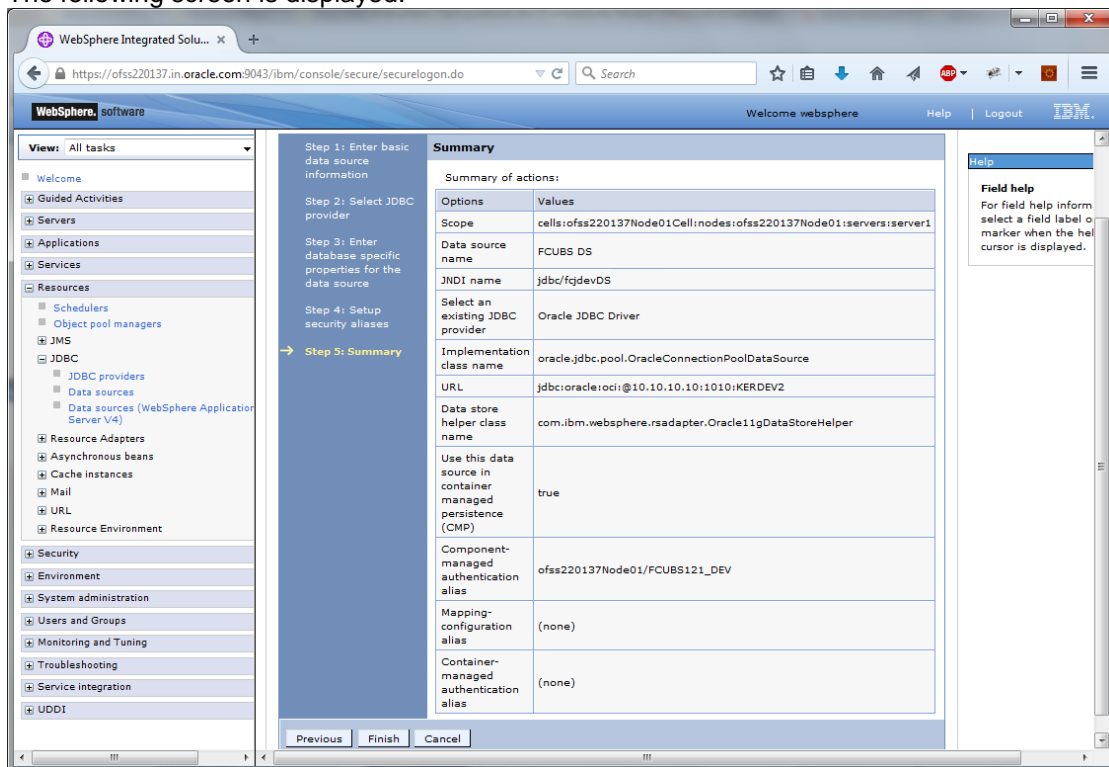 The following screen is displayed:
WebSphere Integrated Solu... × +
https://ofss220137.in.oracle.com:9043/ibm/console/secure/securelogon.do
Search
ABP
WebSphere. software
Welcome websphere
Help | Logout
IBM.
View: All tasks
Welcome
Guided Activities
Servers
Applications
Services
Resources
Schedulers
Object pool managers
JMS
JDBC
JDBC providers
Data sources
Data sources (WebSphere Application
Server V4)
Resource Adapters
Asynchronous beans
Cache instances
Mail
URL
Resource Environment
Security
Environment
System administration
Users and Groups
Monitoring and Tuning
Troubleshooting
Service integration
UDDI
Step 1: Enter basic
data source
information
Step 2: Select JDBC
provider
Step 3: Enter
database specific
properties for the
data source
Step 4: Setup
security aliases
→ Step 5: Summary
Summary
Summary of actions:
Options Values
Scope cells:ofss220137Node01Cell:nodes:ofss220137Node01:servers:server1
Data source
name
FCUBS DS
JNDI name jdbc/fcjdevDS
Select an
existing JDBC
provider
Oracle JDBC Driver
Implementation
class name
oracle.jdbc.pool.OracleConnectionPoolDataSource
URL jdbc:oracle:oci:@10.10.10.10:1010:KERDEV2
Data store
helper class
name
com.ibm.websphere.rsadapter.Oracle11gDataStoreHelper
Use this data
source in
container
managed
persistence
(CMP)
true
Component-
managed
authentication
alias
ofss220137Node01/FCUBS121_DEV
Mapping-
configuration
alias
(none)
Container-
managed
authentication
alias
(none)
Previous Finish Cancel
Help
Field help
For field help inform
select a field label o
marker when the hel
cursor is displayed.